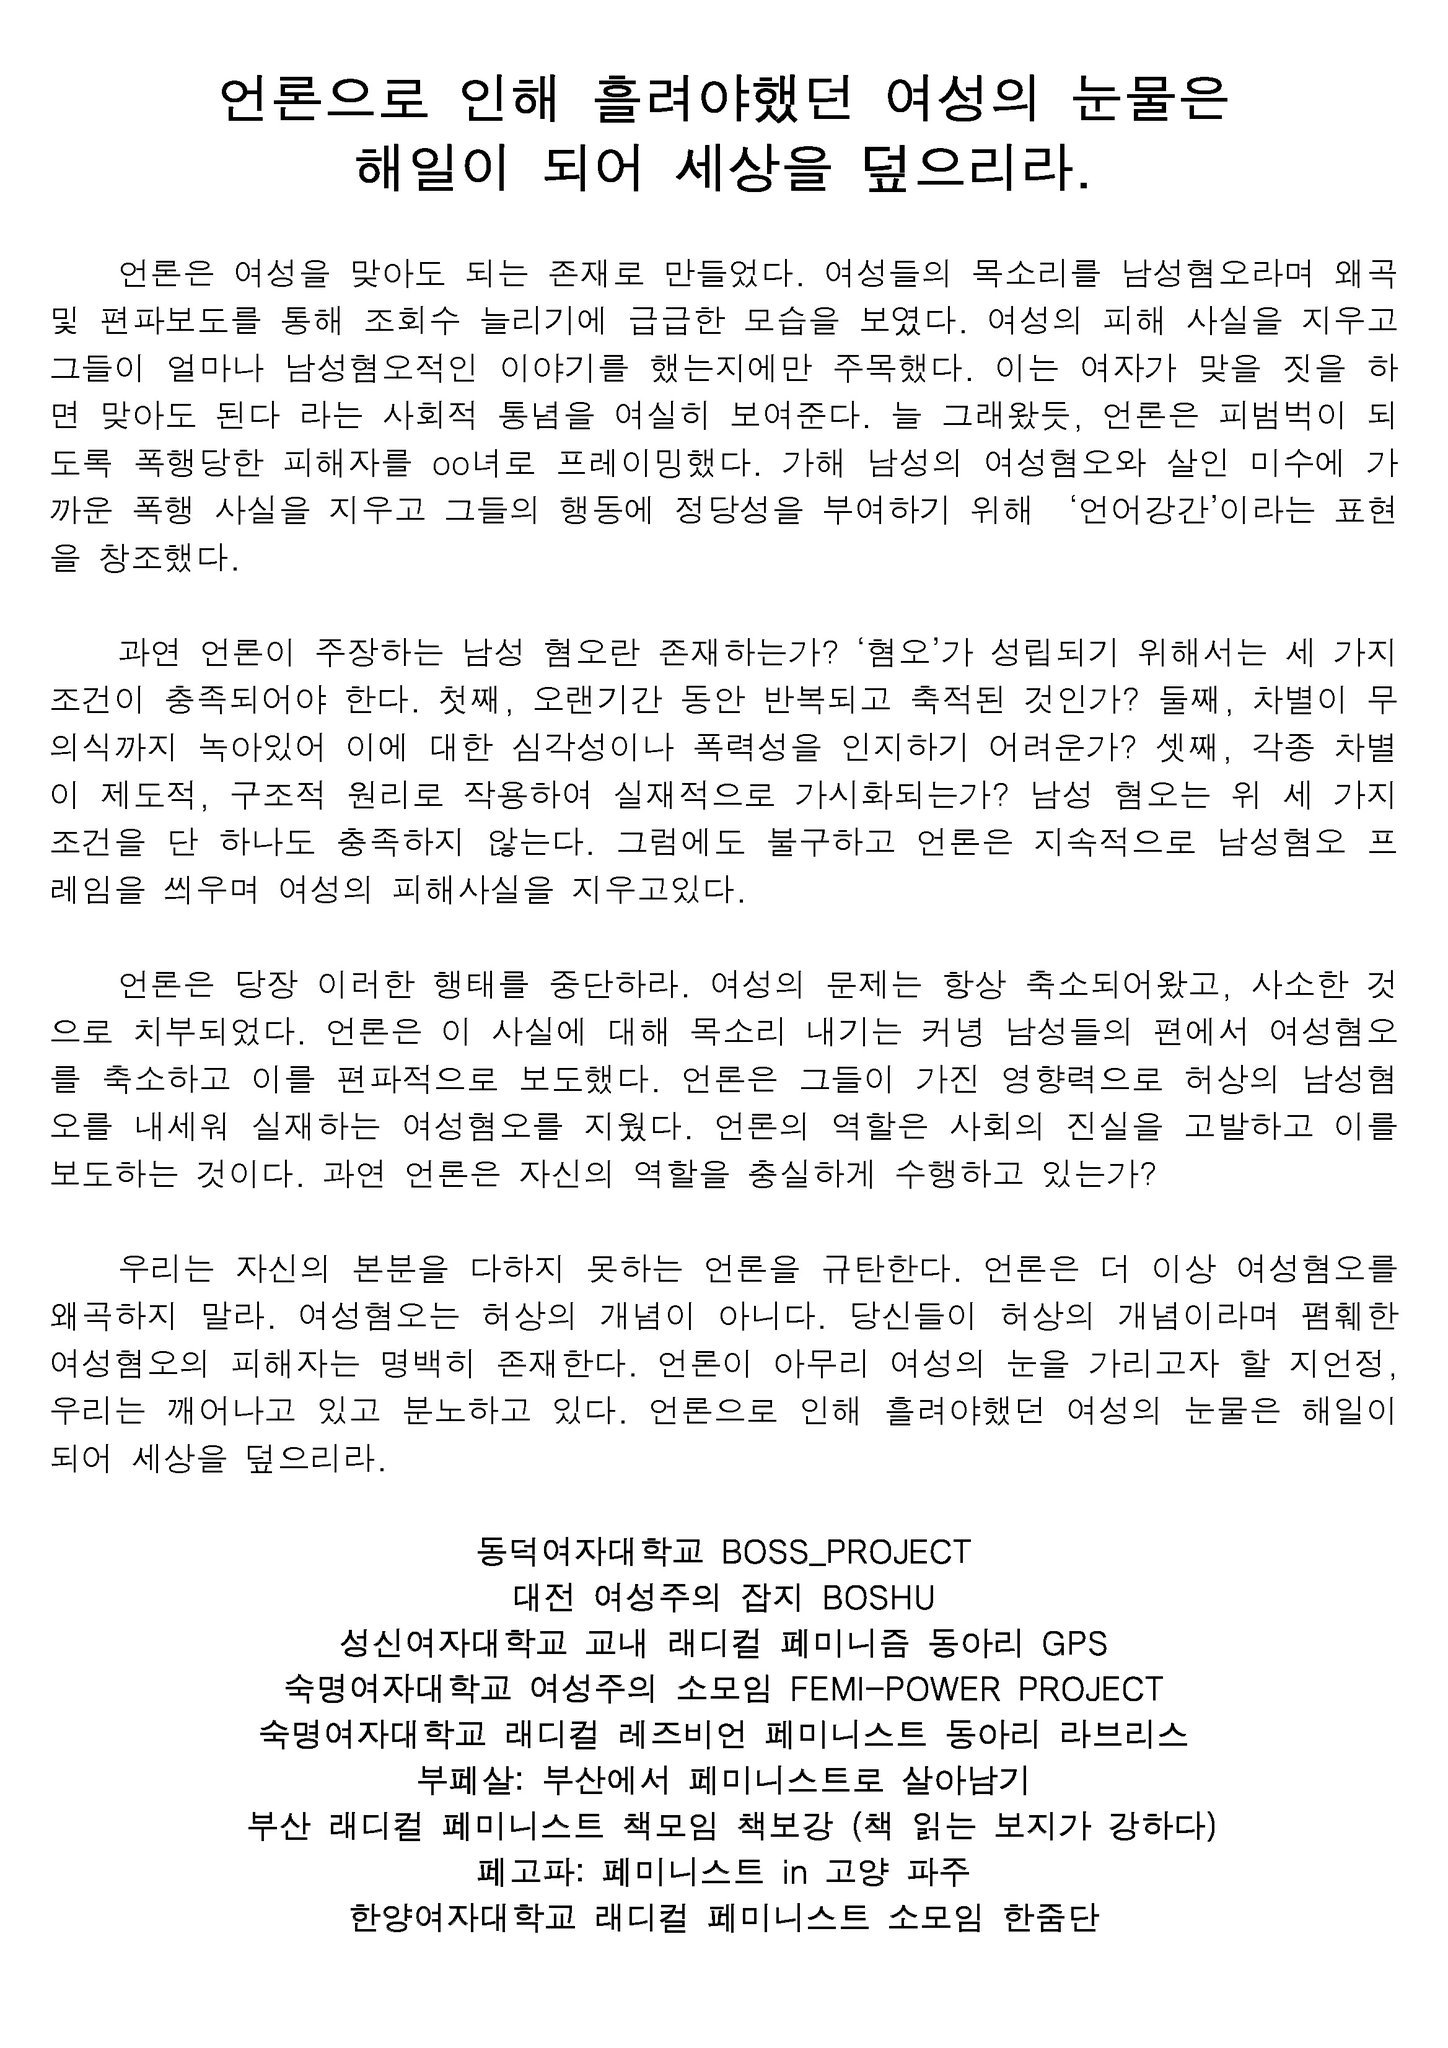 언론으로 인해 흘려야했던 여성의 눈물은
해일이 되어 세상을 덮으리라.
언론은 여성을 맞아도 되는 존재로 만들었다. 여성들의 목소리를 남성혐오라며 왜곡
및 편파보도를 통해 조회수 늘리기에 급급한 모습을 보였다. 여성의 피해 사실을 지우고
그들이 얼마나 남성혐오적인 이야기를 했는지에만 주목했다. 이는 여자가 맞을 짓을 하
면 맞아도 된다 라는 사회적 통념을 여실히 보여준다. 늘 그래왔듯, 언론은 피범벅이 되
도록 폭행당한 피해자를 oo녀로 프레이밍했다. 가해 남성의 여성혐오와 살인 미수에 가
까운 폭행 사실을 지우고 그들의 행동에 정당성을 부여하기 위해 ‘언어강간’이라는 표현
을 창조했다.
과연 언론이 주장하는 남성 혐오란 존재하는가? ‘혐오’가 성립되기 위해서는 세 가지
조건이 충족되어야 한다. 첫째, 오랜기간 동안 반복되고 축적된 것인가? 둘째, 차별이 무
의식까지 녹아있어 이에 대한 심각성이나 폭력성을 인지하기 어려운가? 셋째, 각종 차별
이 제도적, 구조적 원리로 작용하여 실재적으로 가시화되는가? 남성 혐오는 위 세 가지
조건을 단 하나도 충족하지 않는다. 그럼에도 불구하고 언론은 지속적으로 남성혐오 프
레임을 씌우며 여성의 피해사실을 지우고있다.
언론은 당장 이러한 행태를 중단하라. 여성의 문제는 항상 축소되어왔고, 사소한 것
으로 치부되었다. 언론은 이 사실에 대해 목소리 내기는 커녕 남성들의 편에서 여성혐오
를 축소하고 이를 편파적으로 보도했다. 언론은 그들이 가진 영향력으로 허상의 남성혐
오를 내세워 실재하는 여성혐오를 지웠다. 언론의 역할은 사회의 진실을 고발하고 이를
보도하는 것이다. 과연 언론은 자신의 역할을 충실하게 수행하고 있는가?
우리는 자신의 본분을 다하지 못하는 언론을 규탄한다. 언론은 더 이상 여성혐오를
왜곡하지 말라. 여성혐오는 허상의 개념이 아니다. 당신들이 허상의 개념이라며 폄훼한
여성혐오의 피해자는 명백히 존재한다. 언론이 아무리 여성의 눈을 가리고자 할 지언정,
우리는 깨어나고 있고 분노하고 있다. 언론으로 인해 흘려야했던 여성의 눈물은 해일이
되어 세상을 덮으리라.
동덕여자대학교 BOSS_PROJECT
대전 여성주의 잡지 BOSHU
성신여자대학교 교내 래디컬 페미니즘 동아리 GPS
숙명여자대학교 여성주의 소모임 FEMI-POWER PROJECT
숙명여자대학교 래디컬 레즈비언 페미니스트 동아리 라브리스
부페살: 부산에서 페미니스트로 살아남기
부산 래디컬 페미니스트 책모임 책보강 (책 읽는 보지가 강하다)
페고파: 페미니스트 in 고양 파주
한양여자대학교 래디컬 페미니스트 소모임 한줌단